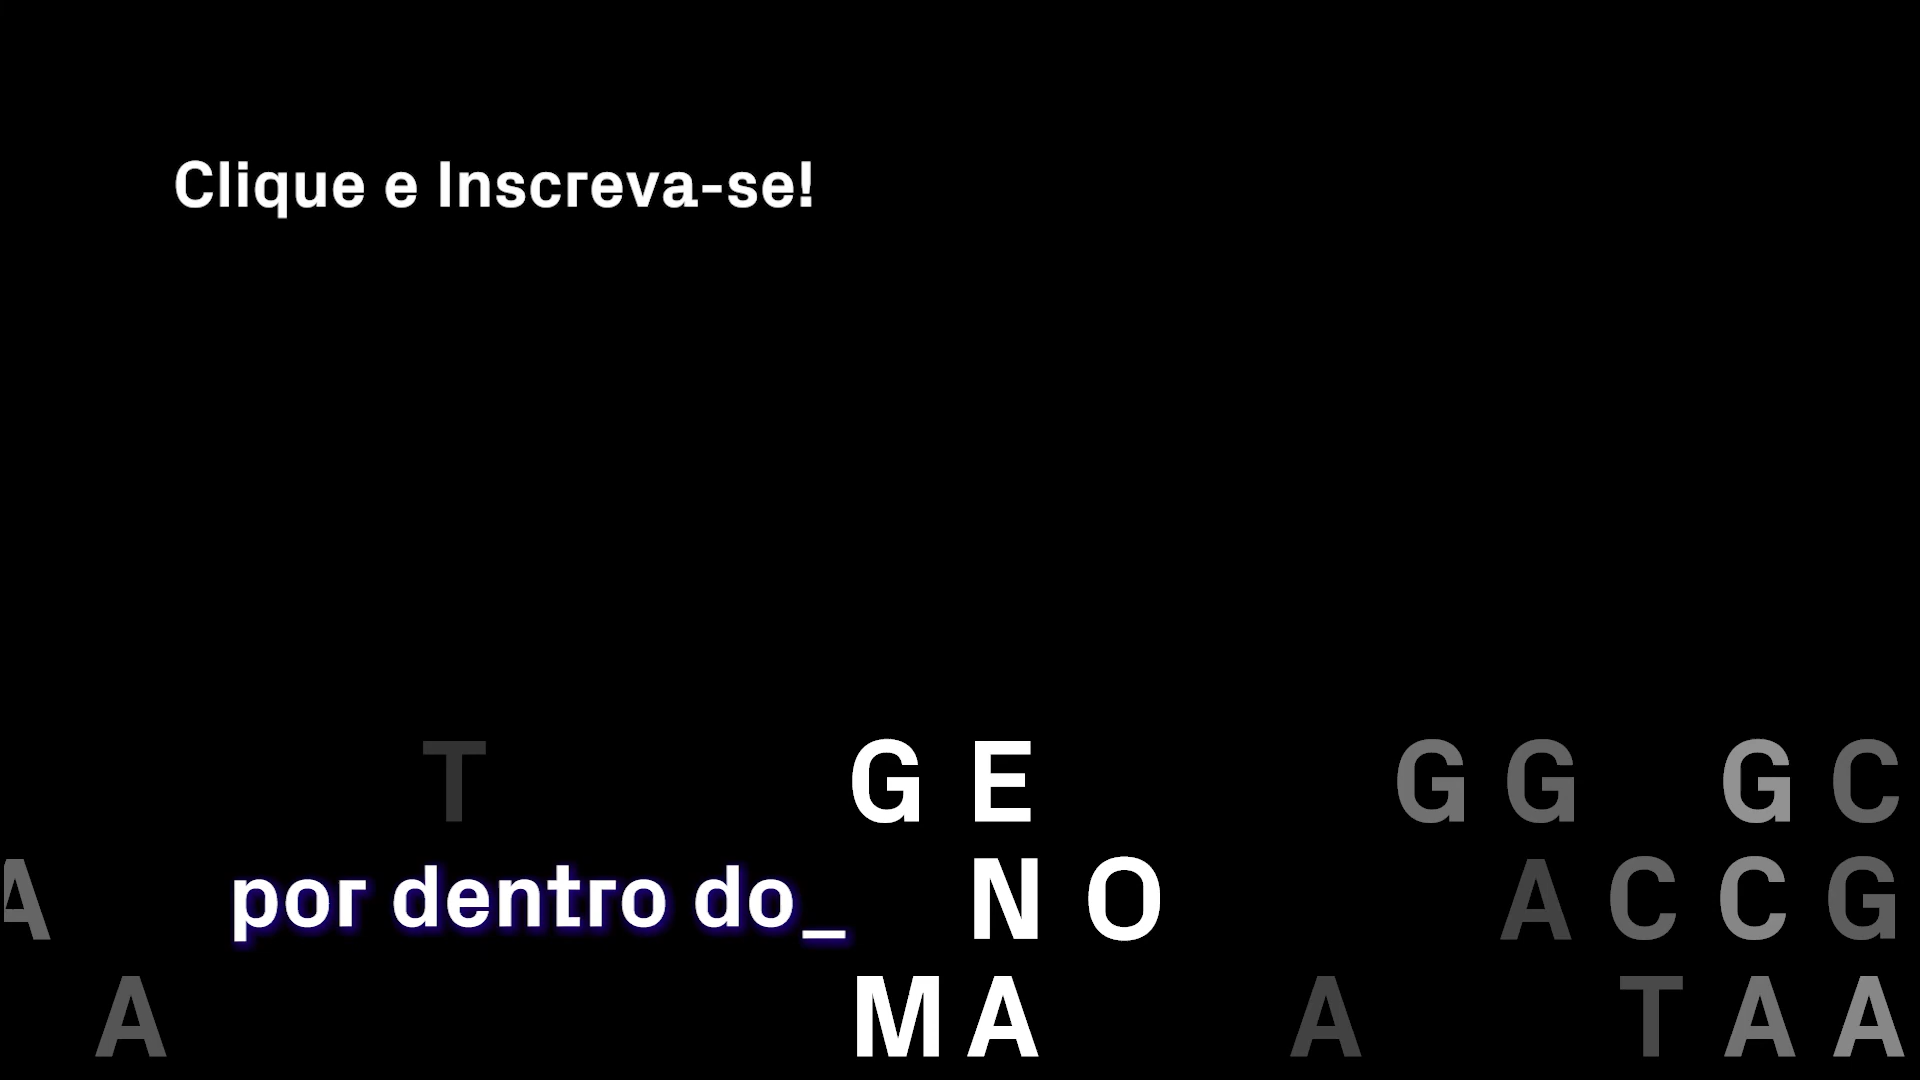 Clique e Inscreva-se!
T G E G G G C
A por dentro do_ N O A C C G
A M A A T A A